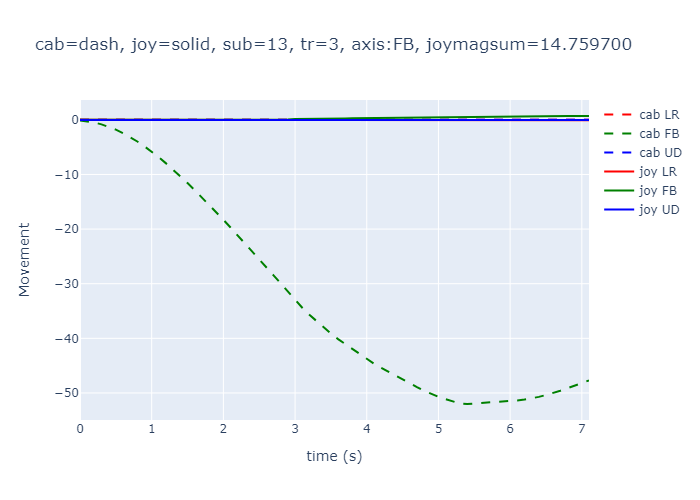 cab=dash, joy=solid, sub=13, tr=3, axis:FB, joymagsum=14.759700
cab LR
cab FB
cab UD
joy LR
joy FB
joy UD
Movement
0
−10
−20
−30
−40
−50
0 1 2 3 4 5 6 7
time (s)